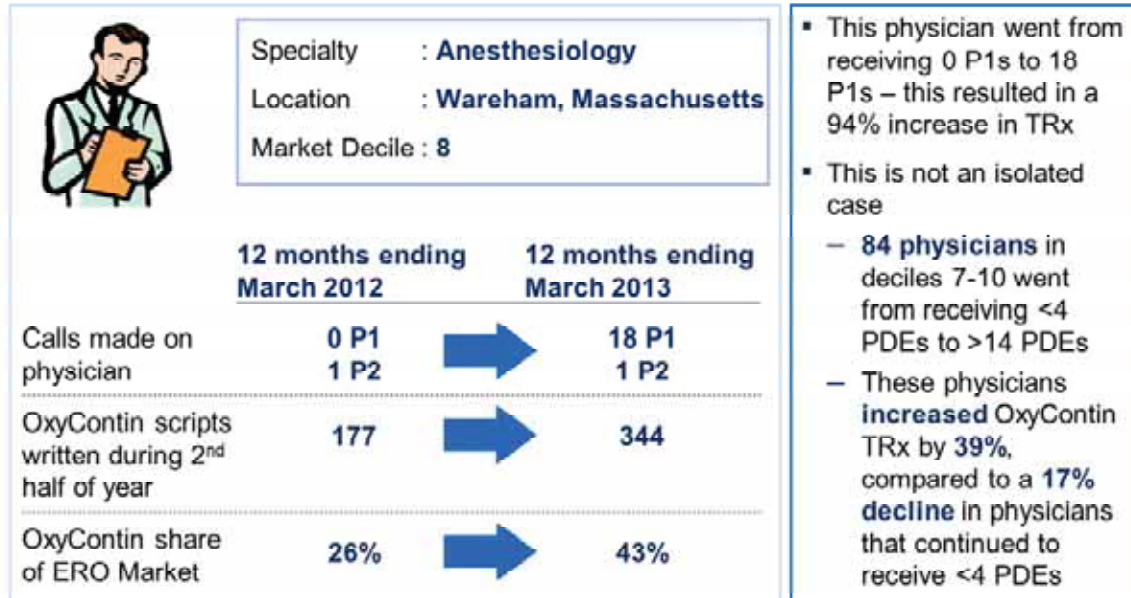 Specialty : Anesthesiology
Location : Wareham, Massachusetts
Market Decile : 8
12 months ending
March 2012
12 months ending
March 2013
Calls made on
physician
0 P1
1 P2
18 P1
1 P2
OxyContin scripts
written during 2nd
half of year
177
344
OxyContin share
of ERO Market
26%
43%
▪ This physician went from
receiving 0 P1s to 18
P1s – this resulted in a
94% increase in TRx
▪ This is not an isolated
case
– 84 physicians in
deciles 7-10 went
from receiving <4
PDEs to >14 PDEs
– These physicians
increased OxyContin
TRx by 39%,
compared to a 17%
decline in physicians
that continued to
receive <4 PDEs